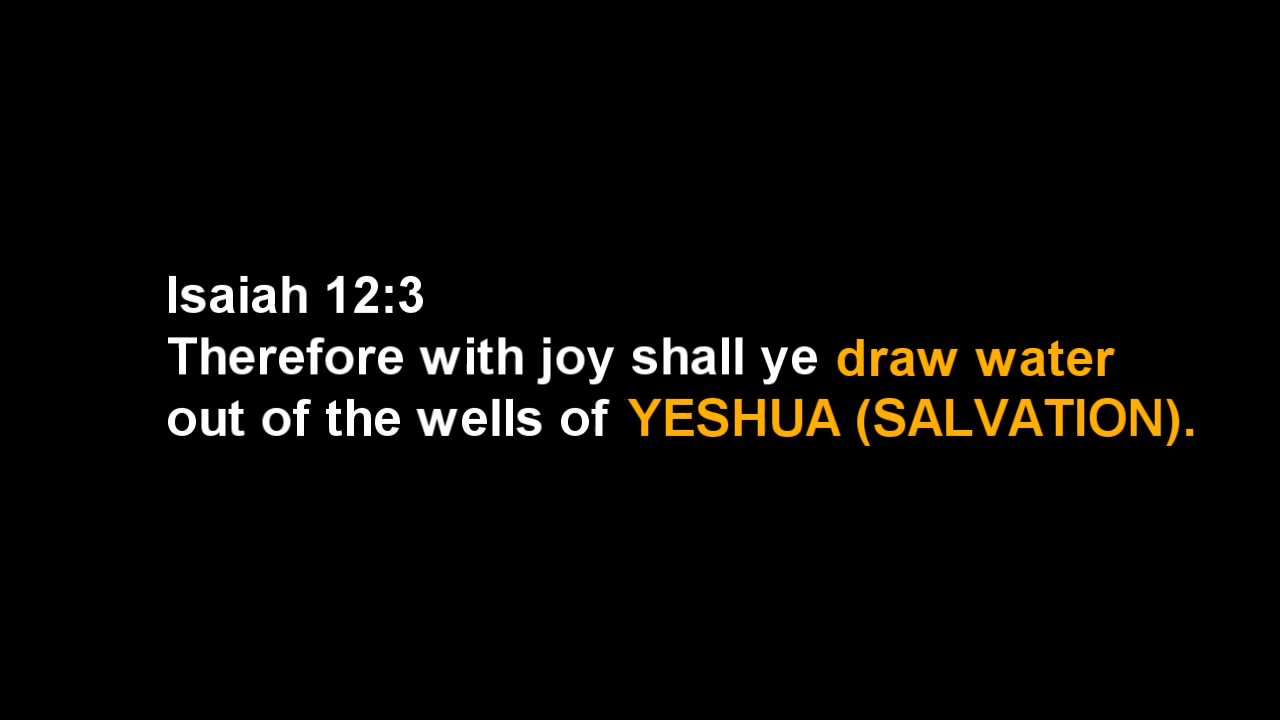 Isaiah 12:3
Therefore with joy shall ye draw water
out of the wells of YESHUA (SALVATION).